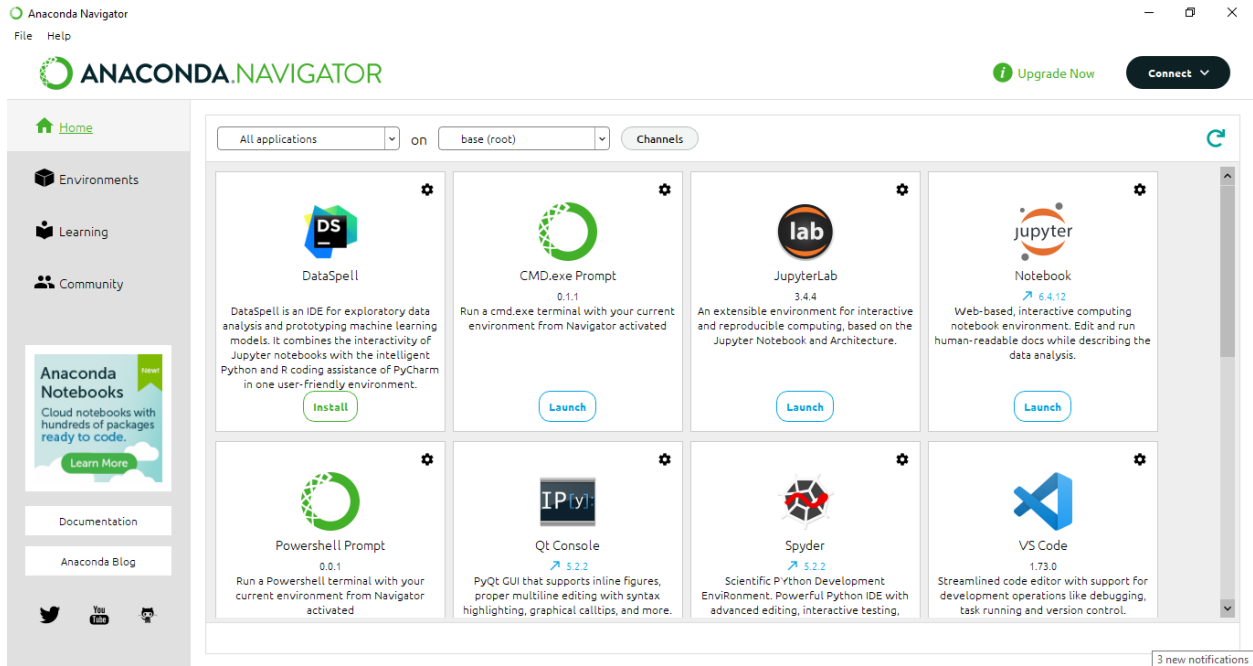 Anaconda Navigator
File Help
ANACONDA.NAVIGATOR
Upgrade Now
Connect
Home
Environments
Learning
Community
Anaconda
Notebooks
New!
Cloud notebooks with
hundreds of packages
ready to code.
Learn More
Documentation
Anaconda Blog
You
Tube
All applications on base (root) Channels
DS
DataSpell
DataSpell is an IDE for exploratory data
analysis and prototyping machine learning
models. It combines the interactivity of
Jupyter notebooks with the intelligent
Python and R coding assistance of PyCharm
in one user-friendly environment.
Install
CMD.exe Prompt
0.1.1
Run a cmd.exe terminal with your current
environment from Navigator activated
Launch
lab
JupyterLab
3.4.4
An extensible environment for interactive
and reproducible computing, based on the
Jupyter Notebook and Architecture.
Launch
jupyter
Notebook
6.4.12
Web-based, interactive computing
notebook environment. Edit and run
human-readable docs while describing the
data analysis.
Launch
Powershell Prompt
0.0.1
Run a Powershell terminal with your
current environment from Navigator
activated
IP[y]:
Qt Console
5.2.2
PyQt GUI that supports inline figures,
proper multiline editing with syntax
highlighting, graphical calltips, and more.
Spyder
5.2.2
Scientific PYthon Development
EnviRonment. Powerful Python IDE with
advanced editing, interactive testing,
VS Code
1.73.0
Streamlined code editor with support for
development operations like debugging,
task running and version control.
3 new notifications